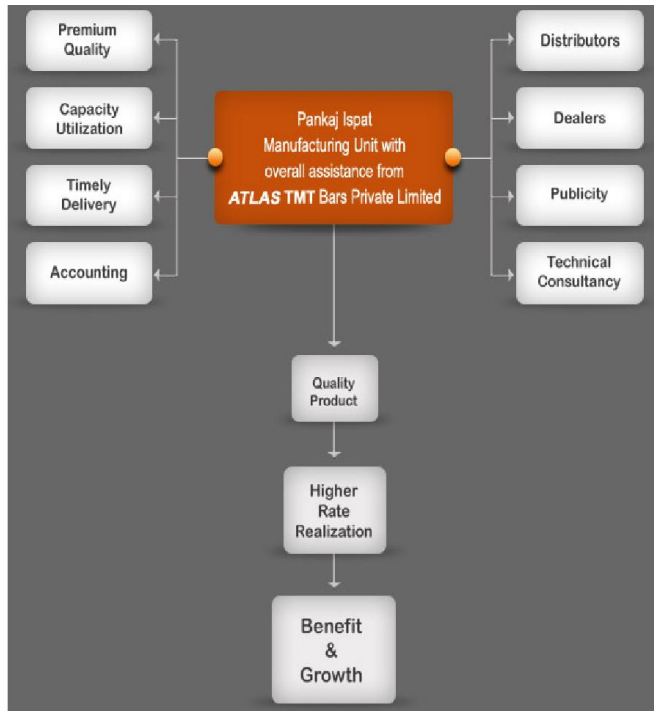 Premium
Quality
Capacity
Utilization
Timely
Delivery
Accounting
Pankaj Ispat
Manufacturing Unit with
overall assistance from
ATLAS TMT Bars Private Limited
Distributors
Dealers
Publicity
Technical
Consultancy
Quality
Product
Higher
Rate
Realization
Benefit
&
Growth